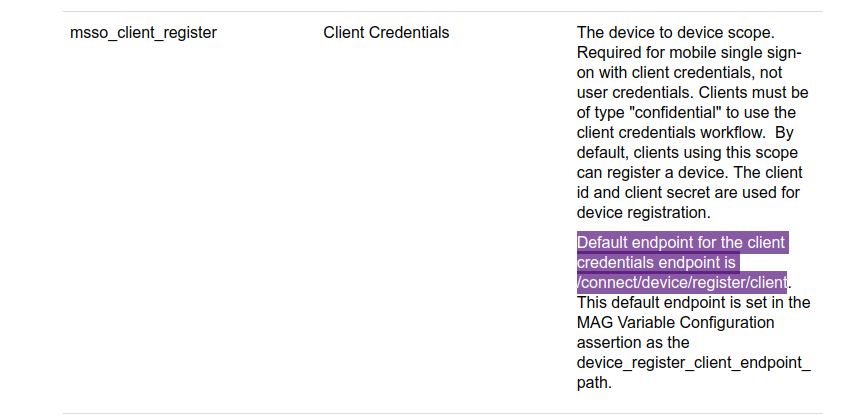 msso_client_register
Client Credentials
The device to device scope.
Required for mobile single sign-
on with client credentials, not
user credentials. Clients must be
of type "confidential" to use the
client credentials workflow.  By
default, clients using this scope
can register a device. The client
id and client secret are used for
device registration.
Default endpoint for the client
credentials endpoint is
/connect/device/register/client.
This default endpoint is set in the
MAG Variable Configuration
assertion as the
device_register_client_endpoint_
path.